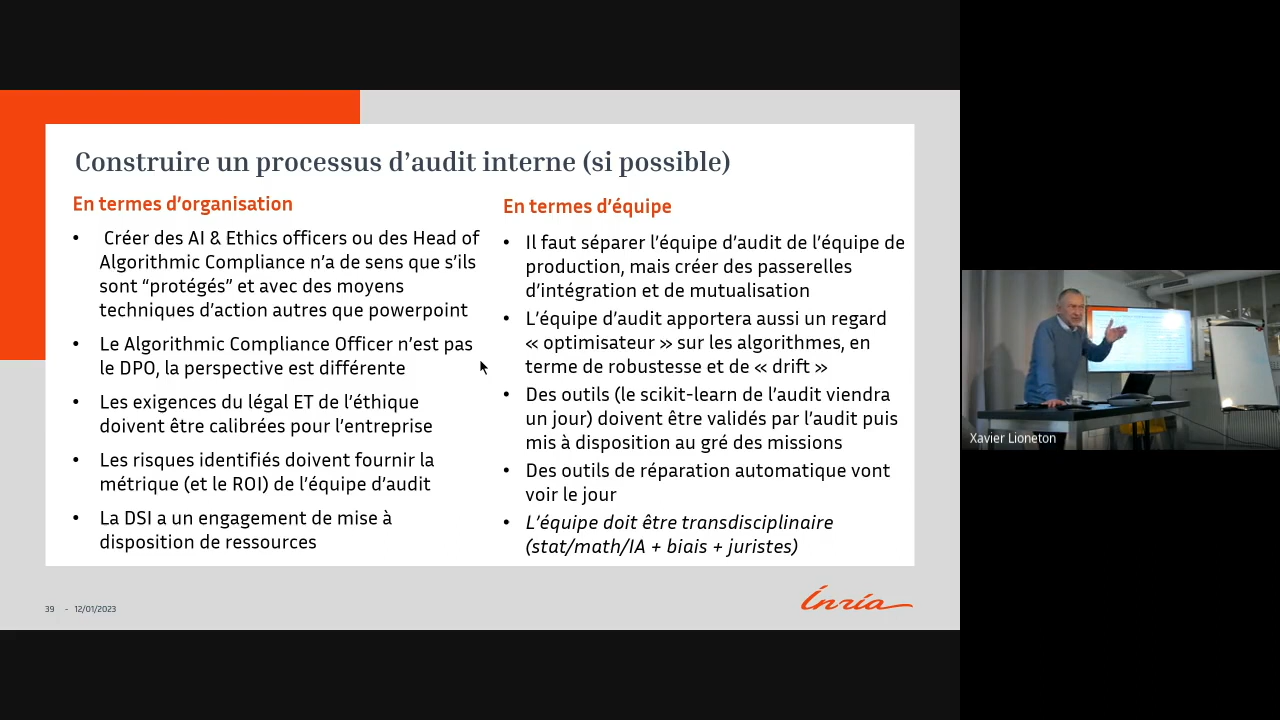 Construire un processus d’audit interne (si possible)
En termes d’organisation
• Créer des AI & Ethics officers ou des Head of
Algorithmic Compliance n’a de sens que s’ils
sont “protégés” et avec des moyens
techniques d’action autres que powerpoint
• Le Algorithmic Compliance Officer n’est pas
le DPO, la perspective est différente
• Les exigences du légal ET de l’éthique
doivent être calibrées pour l’entreprise
• Les risques identifiés doivent fournir la
métrique (et le ROI) de l’équipe d’audit
• La DSI a un engagement de mise à
disposition de ressources
En termes d’équipe
• Il faut séparer l’équipe d’audit de l’équipe de
production, mais créer des passerelles
d’intégration et de mutualisation
• L’équipe d’audit apportera aussi un regard
« optimisateur » sur les algorithmes, en
terme de robustesse et de « drift »
• Des outils (le scikit-learn de l’audit viendra
un jour) doivent être validés par l’audit puis
mis à disposition au gré des missions
• Des outils de réparation automatique vont
voir le jour
• L’équipe doit être transdisciplinaire
(stat/math/IA + biais + juristes)
39 - 12/01/2023
Inria
Xavier Lioneton